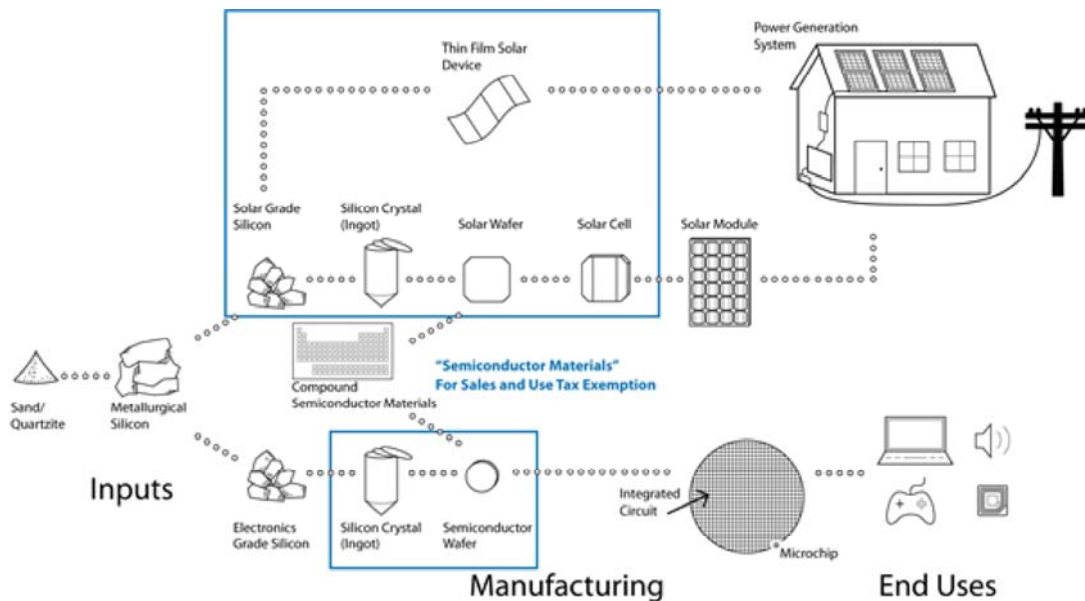 Thin Film Solar
Device
Power Generation
System
Solar Grade
Silicon
Silicon Crystal
(Ingot)
Solar Wafer
Solar Cell
Solar Module
"Semiconductor Materials"
For Sales and Use Tax Exemption
Compound
Semiconductor Materials
Sand/
Quartzite
Metallurgical
Silicon
Inputs
Electronics
Grade Silicon
Silicon Crystal
(Ingot)
Semiconductor
Wafer
Integrated
Circuit
Microchip
Manufacturing
End Uses